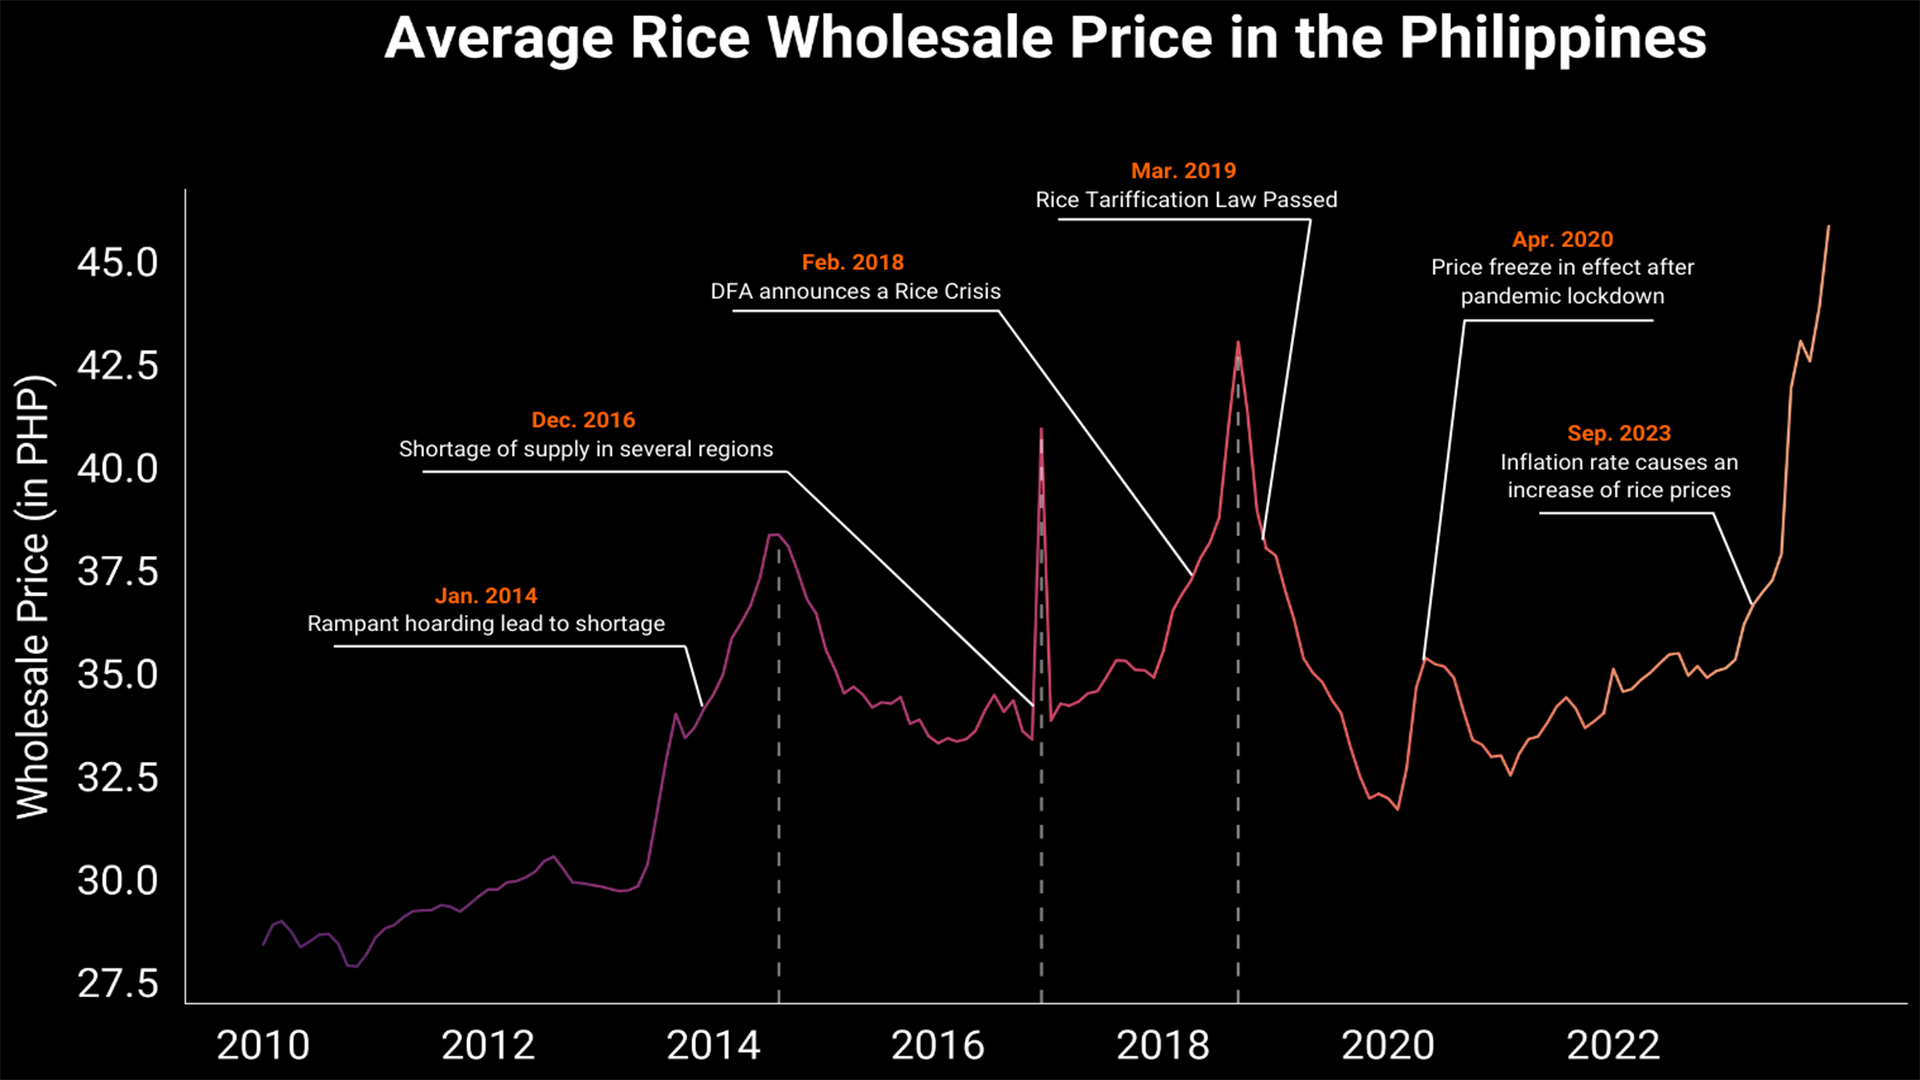 Average Rice Wholesale Price in the Philippines
Mar. 2019
Rice Tariffication Law Passed
Apr. 2020
Price freeze in effect after
pandemic lockdown
Feb. 2018
DFA announces a Rice Crisis
Dec. 2016
Shortage of supply in several regions
Sep. 2023
Inflation rate causes an
increase of rice prices
Jan. 2014
Rampant hoarding lead to shortage
Wholesale Price (in PHP)
45.0
42.5
40.0
37.5
35.0
32.5
30.0
27.5
2010 2012 2014 2016 2018 2020 2022